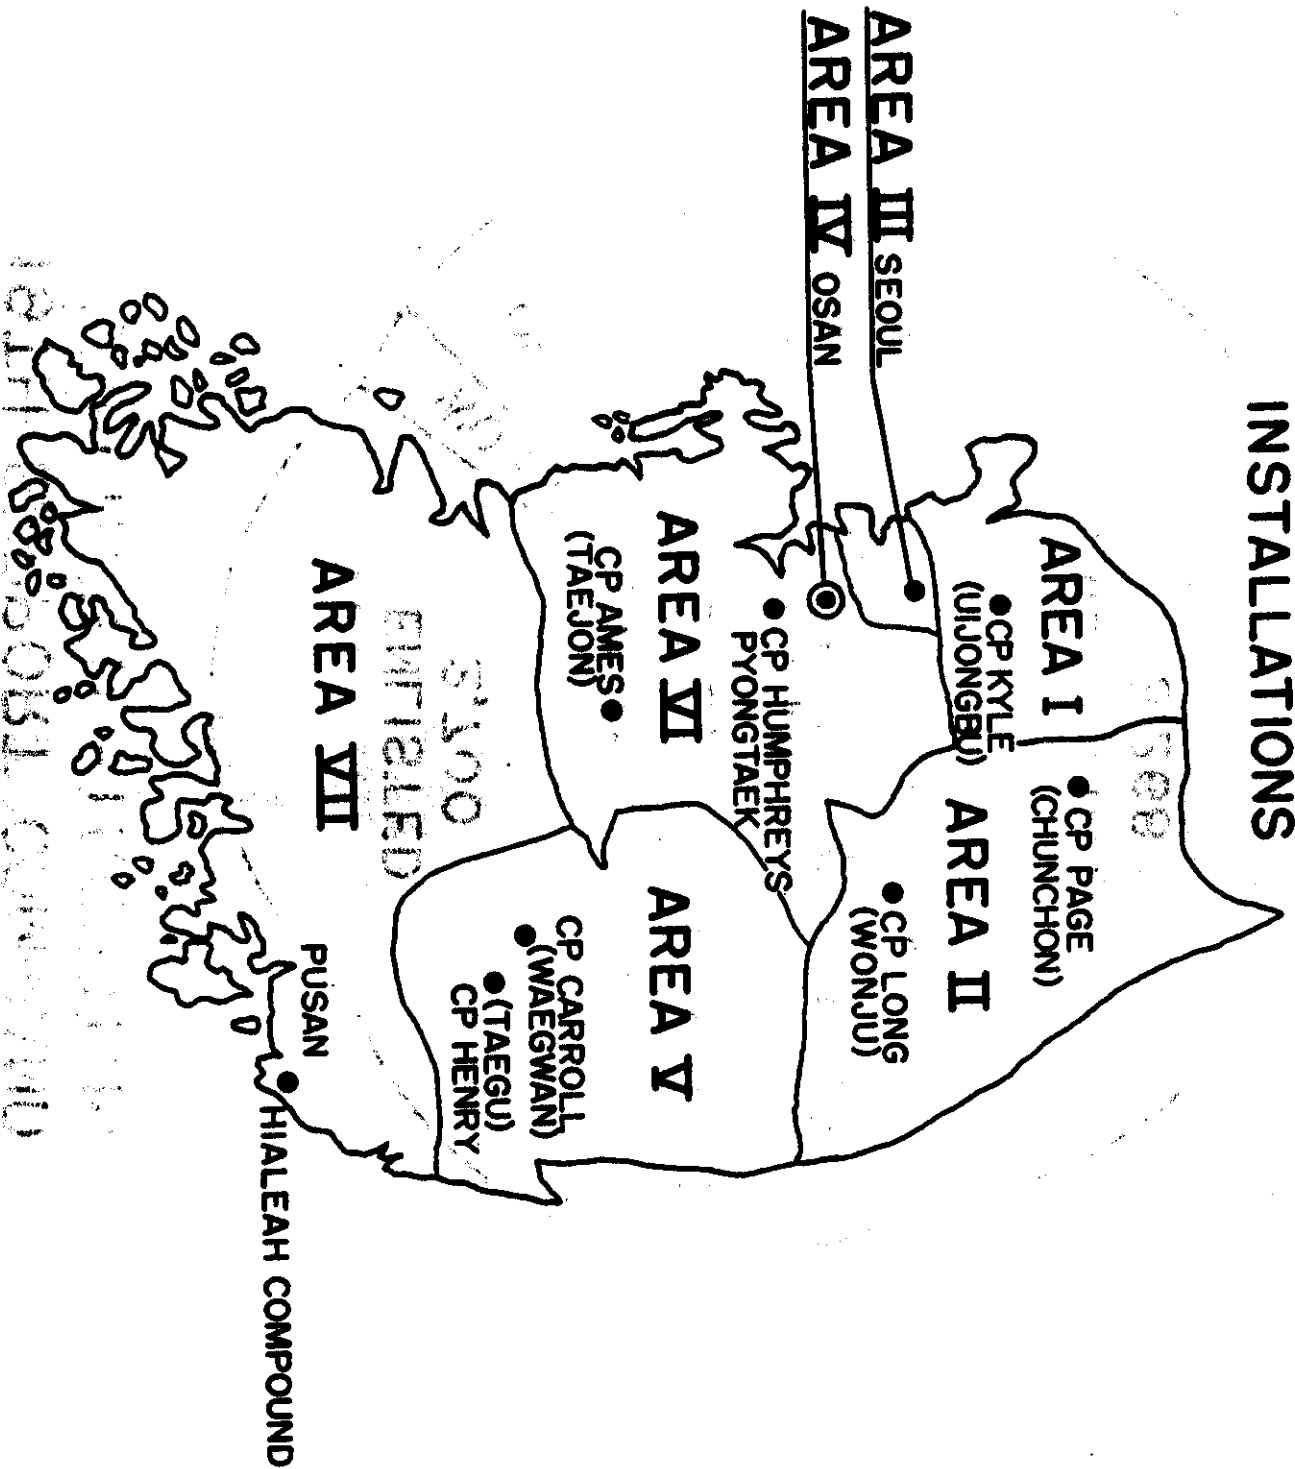 INSTALLATIONS
AREA I
CP KYLE
(UIJONGBU)
CP PAGE
(CHUNCHON)
AREA II
CP LONG
(WONJU)
AREA III SEOUL
AREA IV OSAN
CP HUMPHREYS
PYONGTAEK
AREA VI
CP AMES
(TAEJON)
AREA V
CP CARROLL
(WAEGWAN)
(TAEGU)
CP HENRY
AREA VII
PUSAN
HIALEAH COMPOUND